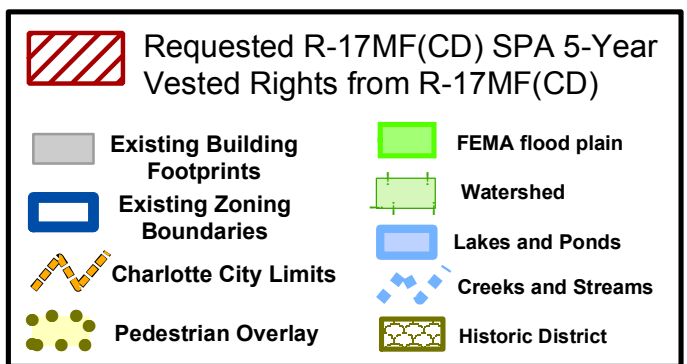 Requested R-17MF(CD) SPA 5-Year
Vested Rights from R-17MF(CD)
Existing Building
Footprints
Existing Zoning
Boundaries
Charlotte City Limits
Pedestrian Overlay
FEMA flood plain
Watershed
Lakes and Ponds
Creeks and Streams
Historic District